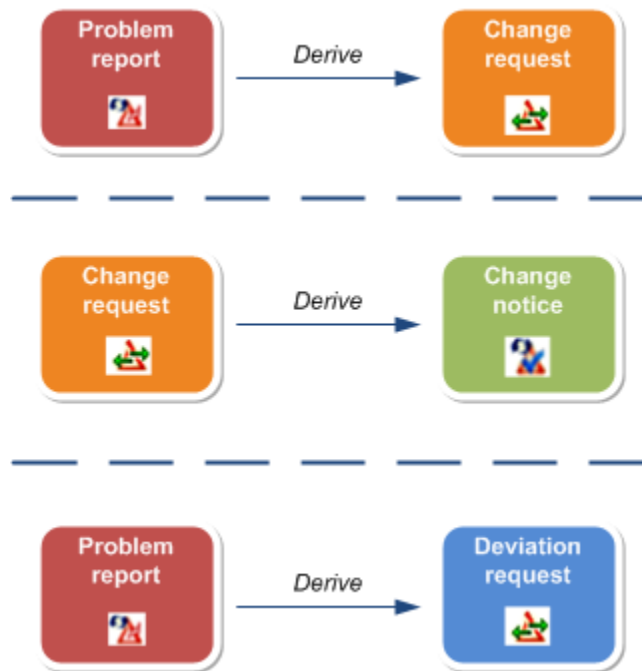 Problem
report
Derive
Change
request
Change
request
Derive
Change
notice
Problem
report
Derive
Deviation
request